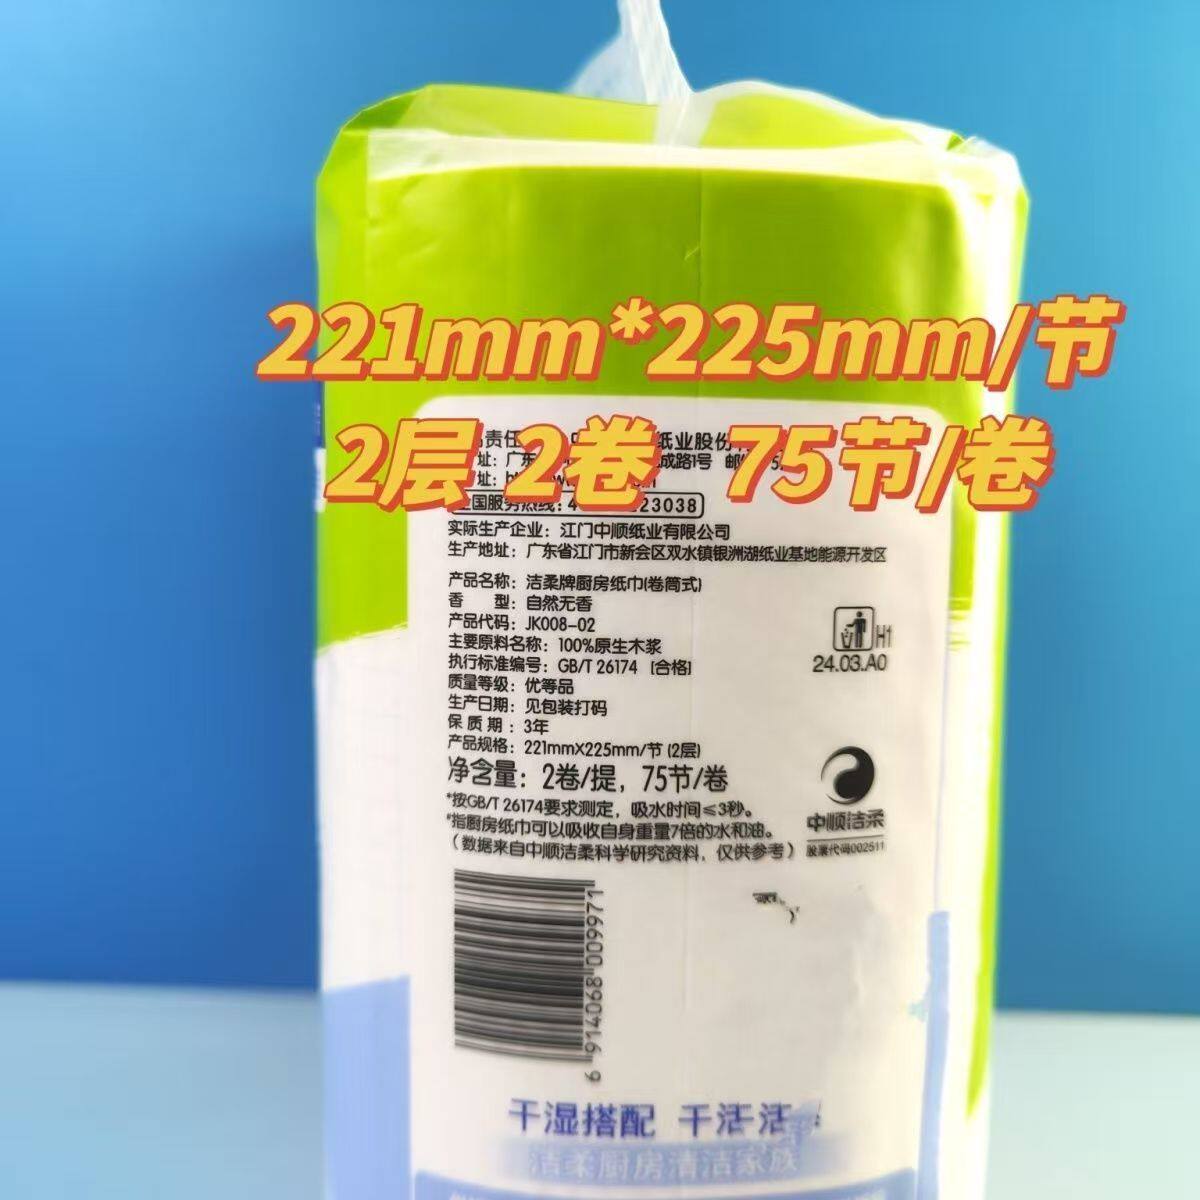 221mm*225mm/节
2层 2卷 75节/卷
责任
纸业股份
址：广东
成路1号
址：
全国服务热线：4
23038
实际生产企业：江门中顺纸业有限公司
生产地址：广东省江门市新会区双水镇银洲湖纸业基地能源开发区
产品名称：洁柔牌厨房纸巾(卷筒式)
香 型：自然无香
产品代码：JK008-02
主要原料名称：100%原生木浆
执行标准编号：GB/T 26174 [合格]
质量等级：优等品
生产日期：见包装打码
保 质 期：3年
产品规格：221mmX225mm/节 (2层)
净含量：2卷/提，75节/卷
*按GB/T 26174要求测定，吸水时间≤3秒。
*指厨房纸巾可以吸收自身重量7倍的水和油。
（数据来自中顺洁柔科学研究资料，仅供参考）
H1
24.03.A0
中顺洁柔
股票代码002511
6 914068 009971
干湿搭配 干活活
洁柔厨房清洁家族